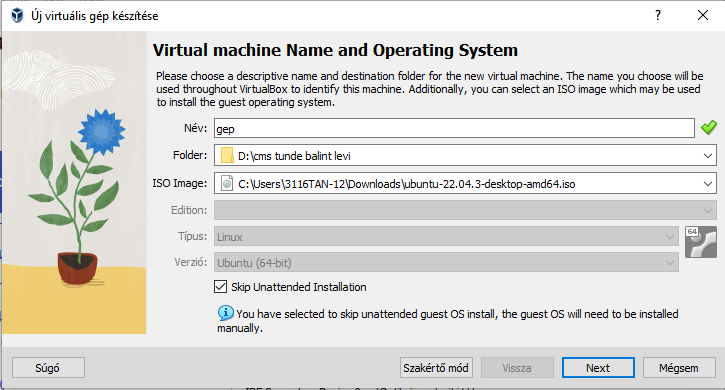 Új virtuális gép készítése
?
Virtual machine Name and Operating System
Please choose a descriptive name and destination folder for the new virtual machine. The name you choose will be
used throughout VirtualBox to identify this machine. Additionally, you can select an ISO image which may be used
to install the guest operating system.
Név: gep
Folder: D:\cms tunde balint levi
ISO Image: C:\Users\3116TAN-12\Downloads\ubuntu-22.04.3-desktop-amd64.iso
Edition:
Típus: Linux
64
Verzió: Ubuntu (64-bit)
Skip Unattended Installation
You have selected to skip unattended guest OS install, the guest OS will need to be installed
manually.
Súgó Szakértő mód Vissza Next Mégsem